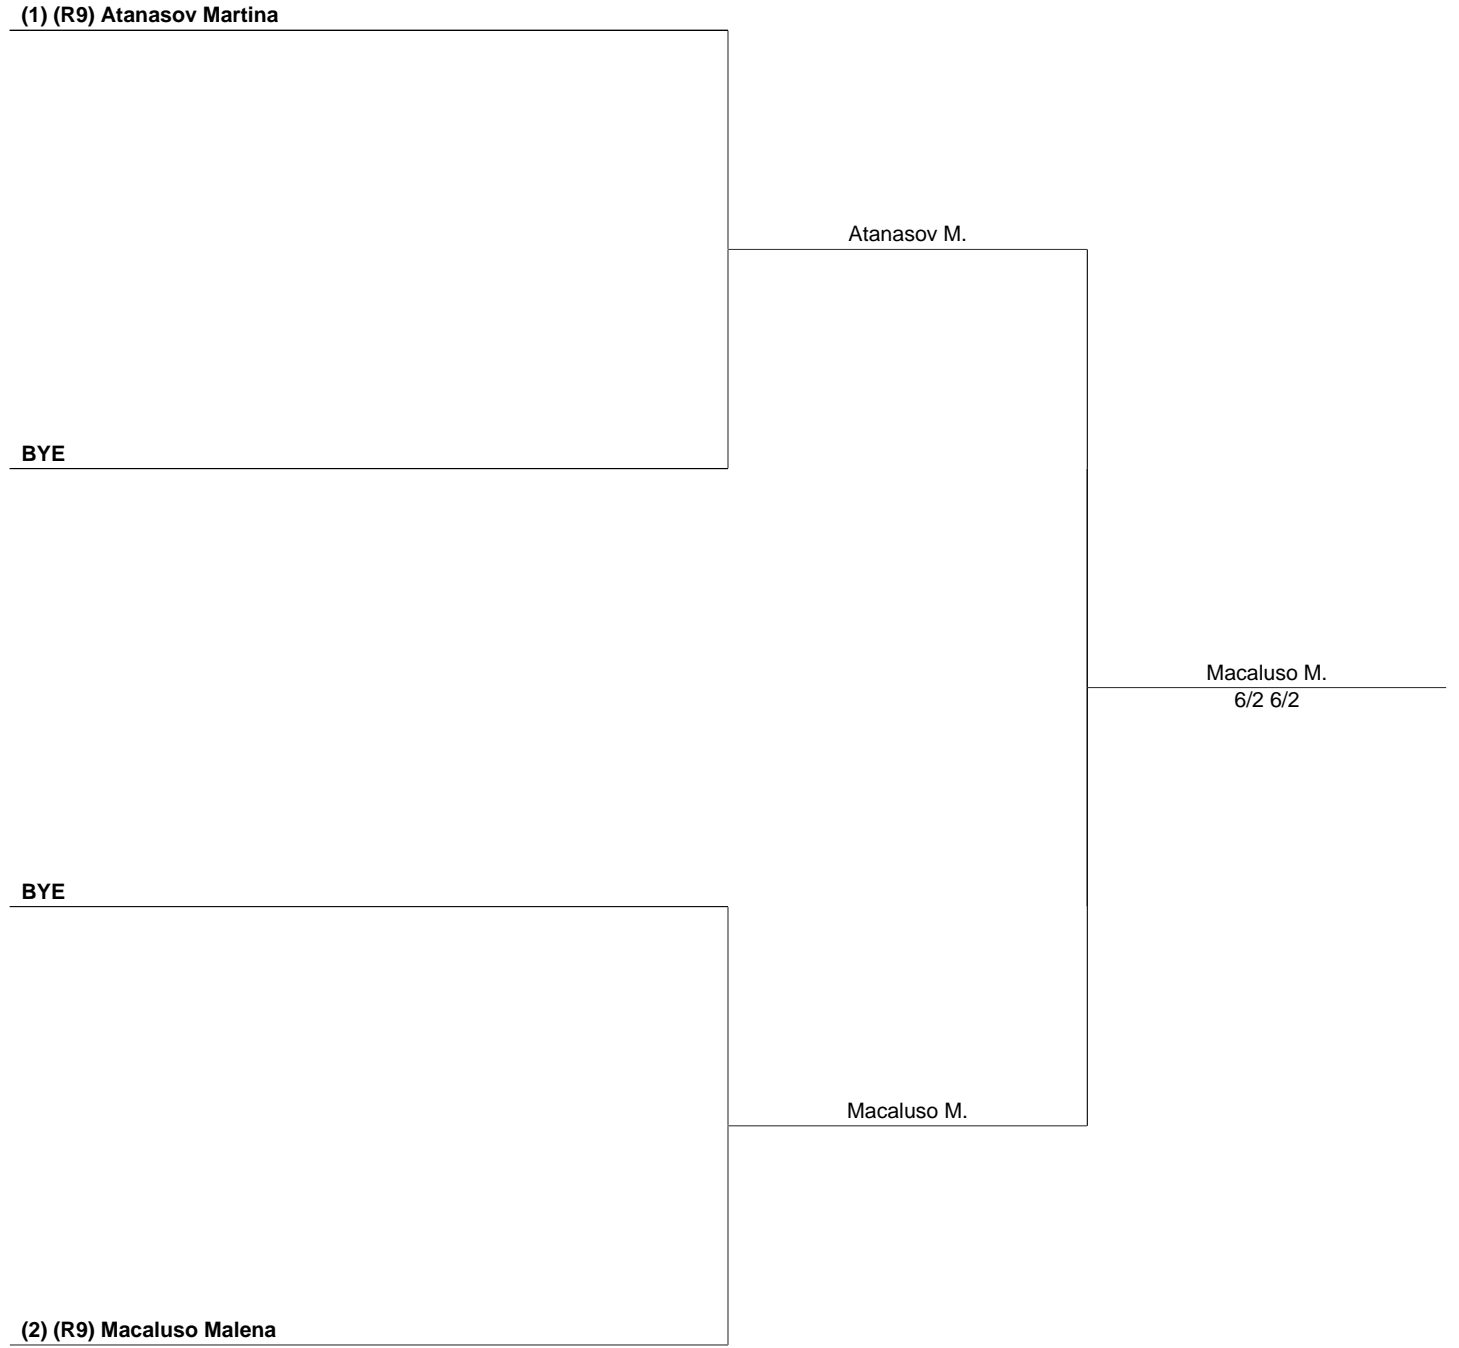 (1) (R9) Atanasov Martina
Atanasov M.
BYE
Macaluso M.
6/2 6/2
BYE
Macaluso M.
(2) (R9) Macaluso Malena